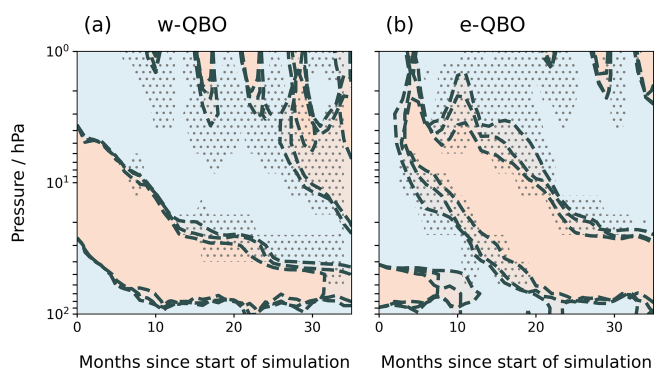 (a) w-QBO (b) e-QBO
10⁰
10¹
10²
Pressure / hPa
0 10 20 30 0 10 20 30
Months since start of simulation Months since start of simulation